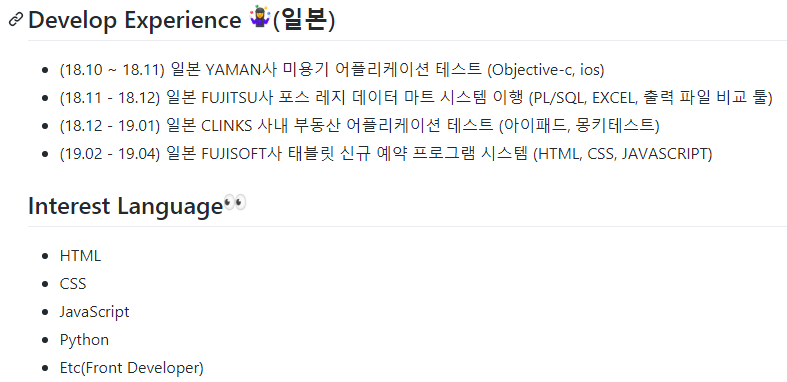 Develop Experience 🤹‍♀️(일본)
(18.10 ~ 18.11) 일본 YAMAN사 미용기 어플리케이션 테스트 (Objective-c, ios)
(18.11 - 18.12) 일본 FUJITSU사 포스 레지 데이터 마트 시스템 이행 (PL/SQL, EXCEL, 출력 파일 비교 툴)
(18.12 - 19.01) 일본 CLINKS 사내 부동산 어플리케이션 테스트 (아이패드, 몽키테스트)
(19.02 - 19.04) 일본 FUJISOFT사 태블릿 신규 예약 프로그램 시스템 (HTML, CSS, JAVASCRIPT)
Interest Language👀
HTML
CSS
JavaScript
Python
Etc(Front Developer)